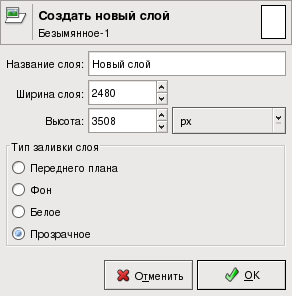 Создать новый слой
Безымянное-1
Название слоя: Новый слой
Ширина слоя: 2480
Высота: 3508 px
Тип заливки слоя
Переднего плана
Фон
Белое
Прозрачное
Отменить OK